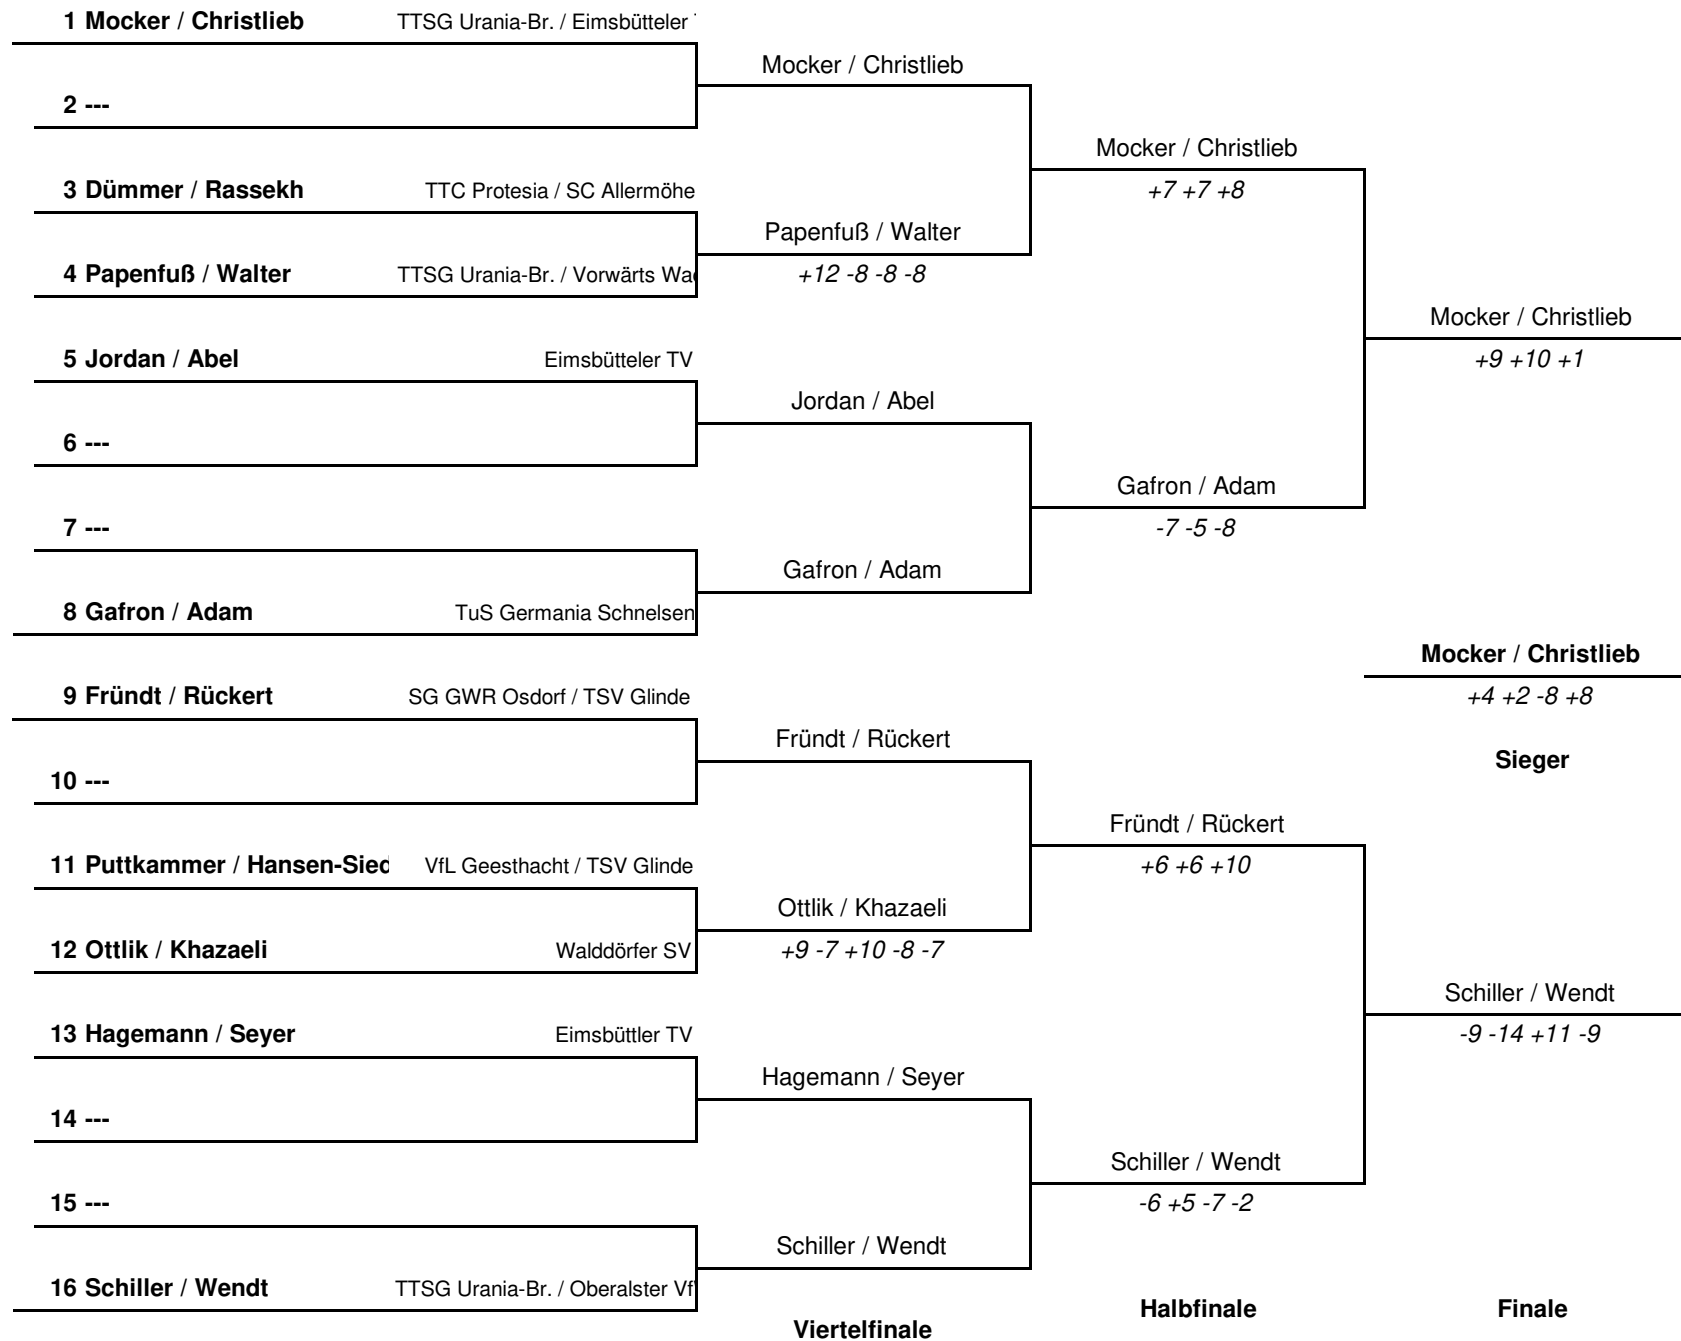 1 Mocker / Christlieb TTSG Urania-Br. / Eimsbütteler
Mocker / Christlieb
2 ---
Mocker / Christlieb
3 Dümmer / Rassekh TTC Protesia / SC Allermöhe
+7 +7 +8
Papenfuß / Walter
4 Papenfuß / Walter TTSG Urania-Br. / Vorwärts Wac
+12 -8 -8 -8
Mocker / Christlieb
5 Jordan / Abel Eimsbütteler TV
+9 +10 +1
Jordan / Abel
6 ---
Gafron / Adam
7 ---
-7 -5 -8
Gafron / Adam
8 Gafron / Adam TuS Germania Schnelsen
Mocker / Christlieb
9 Fründt / Rückert SG GWR Osdorf / TSV Glinde
+4 +2 -8 +8
Fründt / Rückert
Sieger
10 ---
Fründt / Rückert
11 Puttkammer / Hansen-Sied VfL Geesthacht / TSV Glinde
+6 +6 +10
Ottlik / Khazaeli
12 Ottlik / Khazaeli Walddörfer SV
+9 -7 +10 -8 -7
Schiller / Wendt
13 Hagemann / Seyer Eimsbüttler TV
-9 -14 +11 -9
Hagemann / Seyer
14 ---
Schiller / Wendt
15 ---
-6 +5 -7 -2
Schiller / Wendt
16 Schiller / Wendt TTSG Urania-Br. / Oberalster Vf
Halbfinale
Finale
Viertelfinale